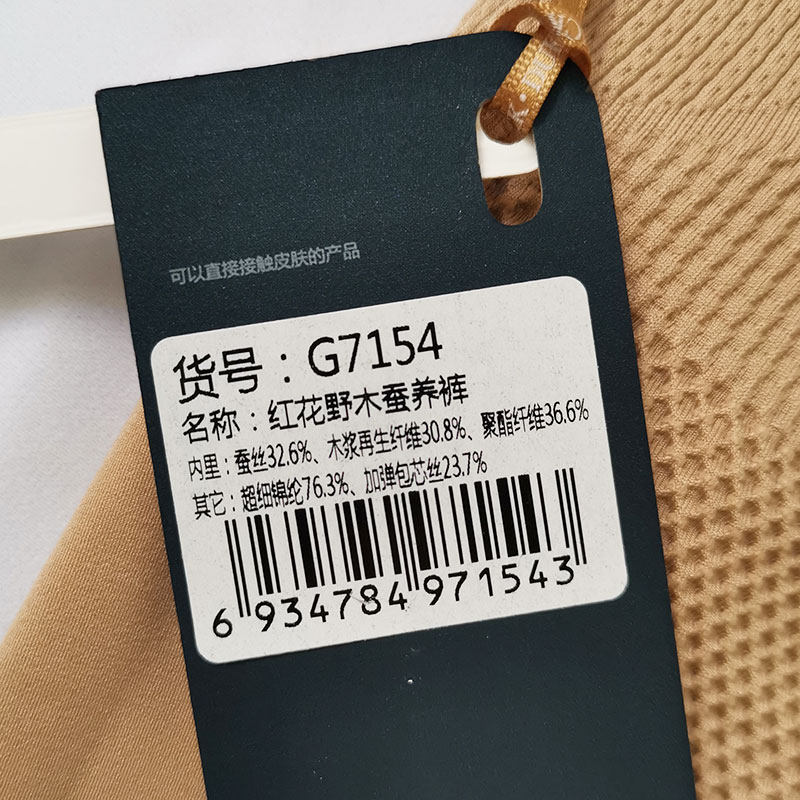 可以直接接触皮肤的产品
货号：G7154
名称：红花野木蚕养裤
内里：蚕丝32.6%、木浆再生纤维30.8%、聚酯纤维36.6%
其它：超细锦纶76.3%、加弹包芯丝23.7%
6 934784 971543